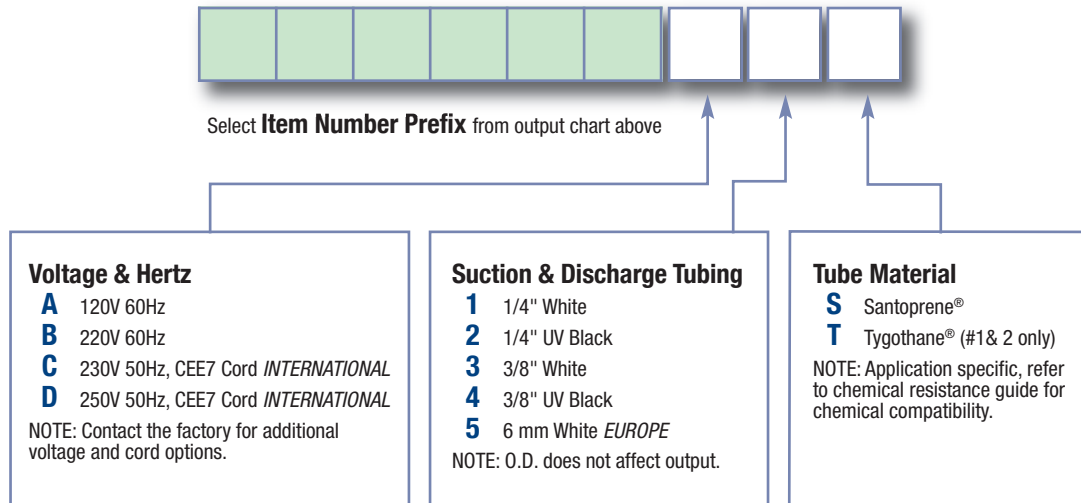 Select Item Number Prefix from output chart above
Voltage & Hertz
A 120V 60Hz
B 220V 60Hz
C 230V 50Hz, CEE7 Cord INTERNATIONAL
D 250V 50Hz, CEE7 Cord INTERNATIONAL
NOTE: Contact the factory for additional
voltage and cord options.
Suction & Discharge Tubing
1 1/4" White
2 1/4" UV Black
3 3/8" White
4 3/8" UV Black
5 6 mm White EUROPE
NOTE: O.D. does not affect output.
Tube Material
S Santoprene®
T Tygothane® (#1& 2 only)
NOTE: Application specific, refer
to chemical resistance guide for
chemical compatibility.